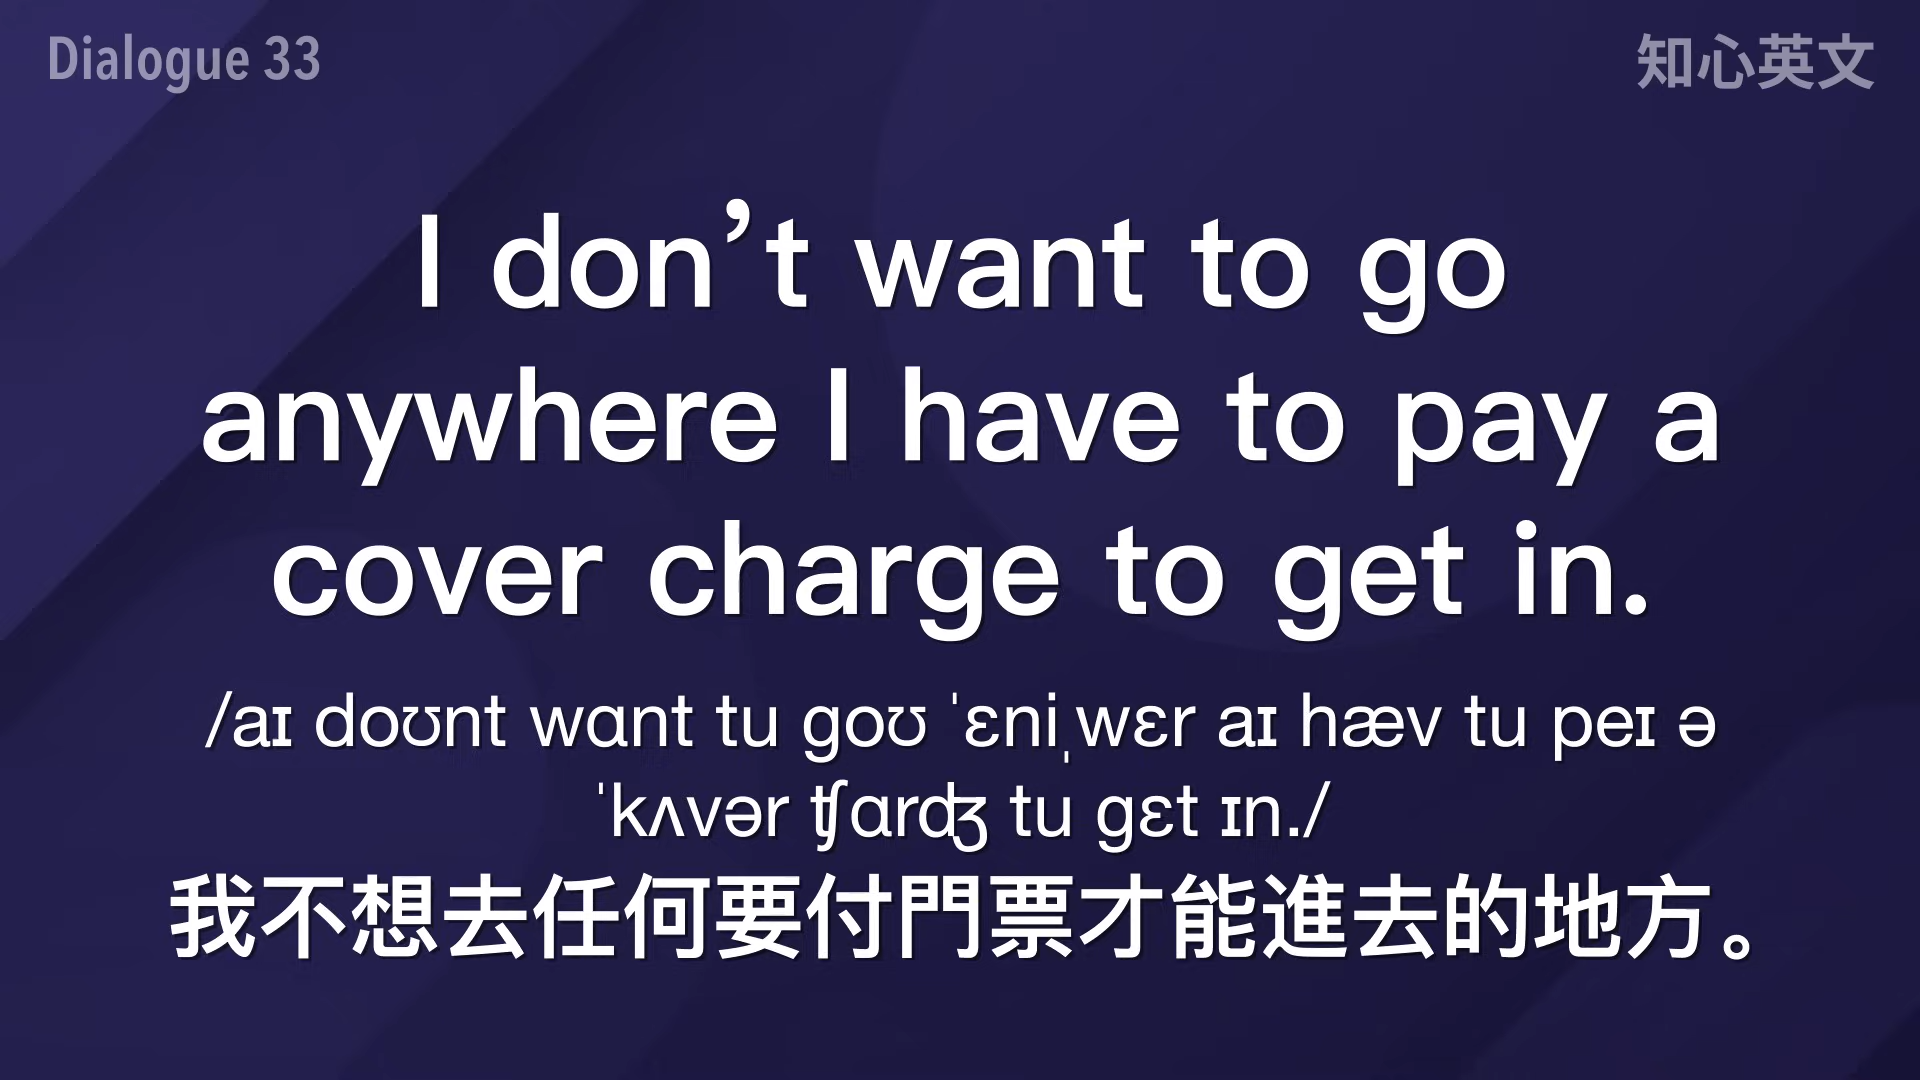 Dialogue 33
知心英文
I don’t want to go
anywhere I have to pay a
cover charge to get in.
/aɪ doʊnt wɑnt tu goʊ ˈɛniˌwɛr aɪ hæv tu peɪ ə
ˈkʌvər ʧɑrʤ tu gɛt ɪn./
我不想去任何要付門票才能進去的地方。